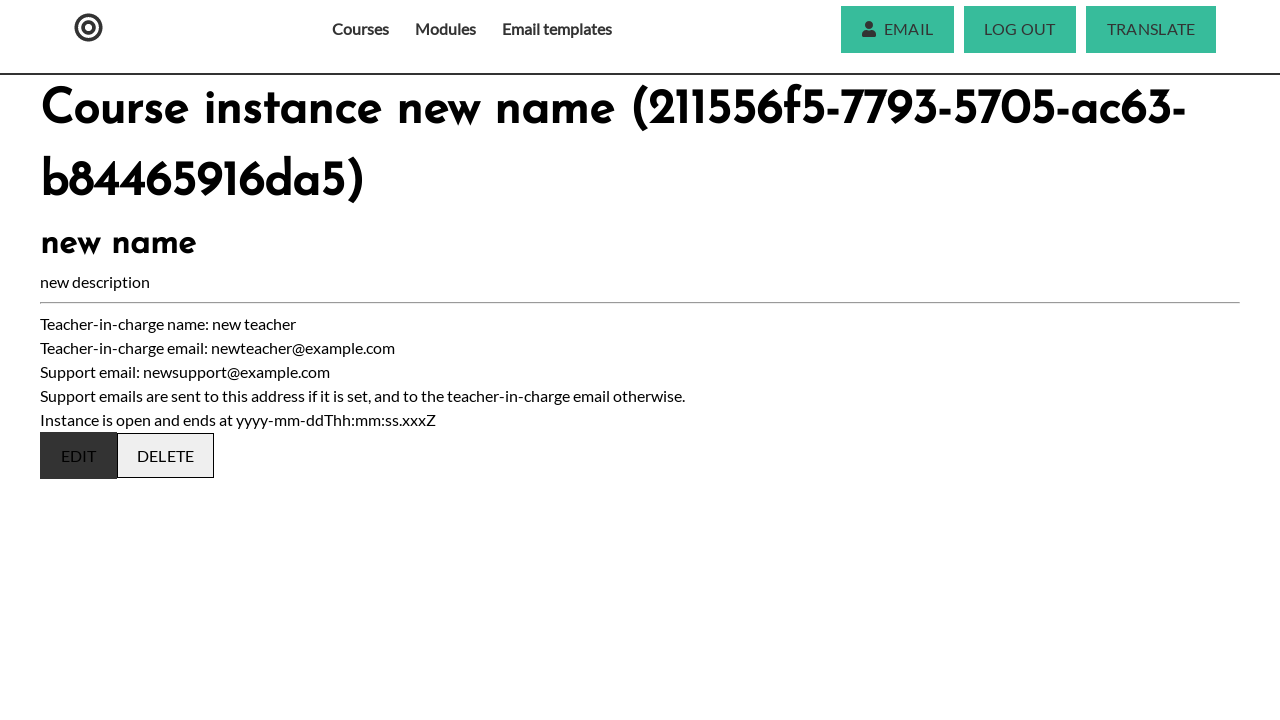 Courses Modules Email templates EMAIL LOG OUT TRANSLATE
Course instance new name (211556f5-7793-5705-ac63-
b84465916da5)
new name
new description
Teacher-in-charge name: new teacher
Teacher-in-charge email: newteacher@example.com
Support email: newsupport@example.com
Support emails are sent to this address if it is set, and to the teacher-in-charge email otherwise.
Instance is open and ends at yyyy-mm-ddThh:mm:ss.xxxZ
EDIT DELETE